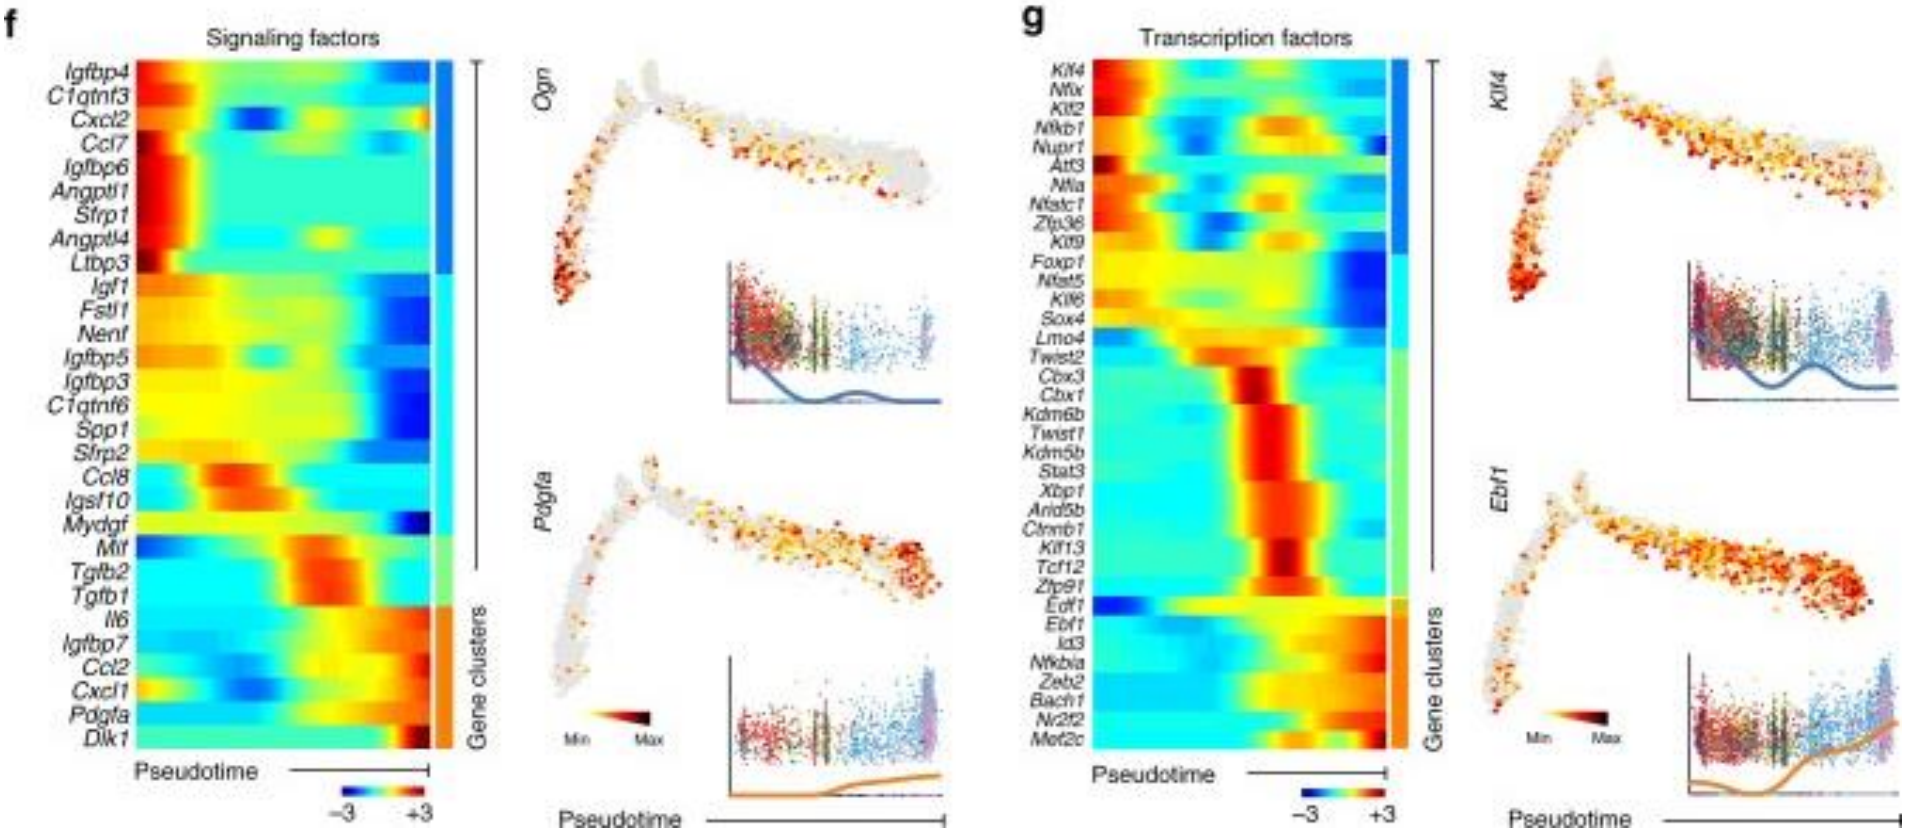 f
Signaling factors
Igfbp4
C1qtnf3
Cxcl2
Ccl7
Igfbp6
Angptl1
Sfrp1
Angptl4
Ltbp3
Igf1
Fstl1
Nenf
Igfbp5
Igfbp3
C1qtnf6
Spp1
Sfrp2
Ccl8
Igsf10
Mydgf
Mif
Tgfb2
Tgfb1
Il6
Igfbp7
Ccl2
Cxcl1
Pdgfa
Dlk1
Gene clusters
Pseudotime
−3 +3
Ogn
Pdgfa
Min Max
Pseudotime
g
Transcription factors
Klf4
Nfix
Klf2
Nfkb1
Nupr1
Atf3
Nfia
Nfatc1
Zfp36
Klf9
Foxp1
Nfat5
Klf6
Sox4
Lmo4
Twist2
Cbx3
Cbx1
Kdm6b
Twist1
Kdm5b
Stat3
Xbp1
Arid5b
Ctnnb1
Klf13
Tcf12
Zfp91
Edf1
Ebf1
Id3
Nfkbia
Zeb2
Bach1
Nr2f2
Mef2c
Gene clusters
Pseudotime
−3 +3
Klf4
Ebf1
Min Max
Pseudotime